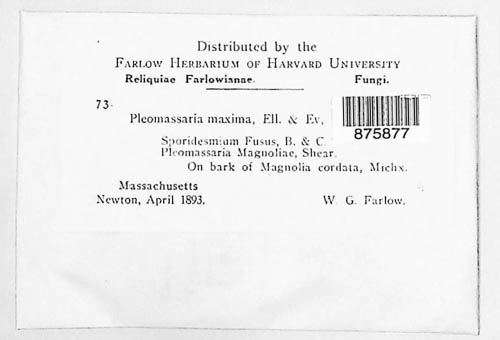 Distributed by the
FARLOW HERBARIUM OF HARVARD UNIVERSITY
Reliquiae Farlowianae. Fungi.
73.
Pleomassaria maxima, Ell. & Ev,
875877
Sporidesmium Fusus, B. & C.
Pleomassaria Magnoliae, Shear.
On bark of Magnolia cordata, Michx.
Massachusetts
Newton, April 1893. W. G. Farlow.